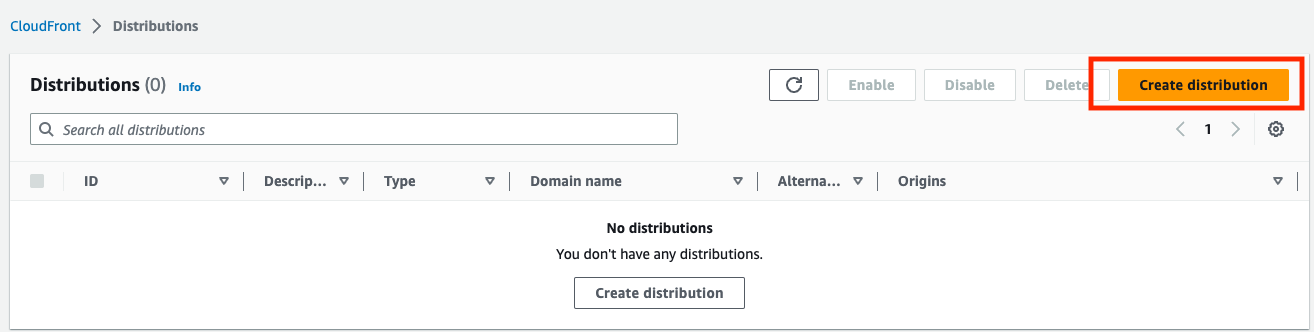 CloudFront > Distributions
Distributions (0) Info
Enable Disable Delete Create distribution
Search all distributions
1
ID Descrip... Type Domain name Alterna... Origins
No distributions
You don't have any distributions.
Create distribution